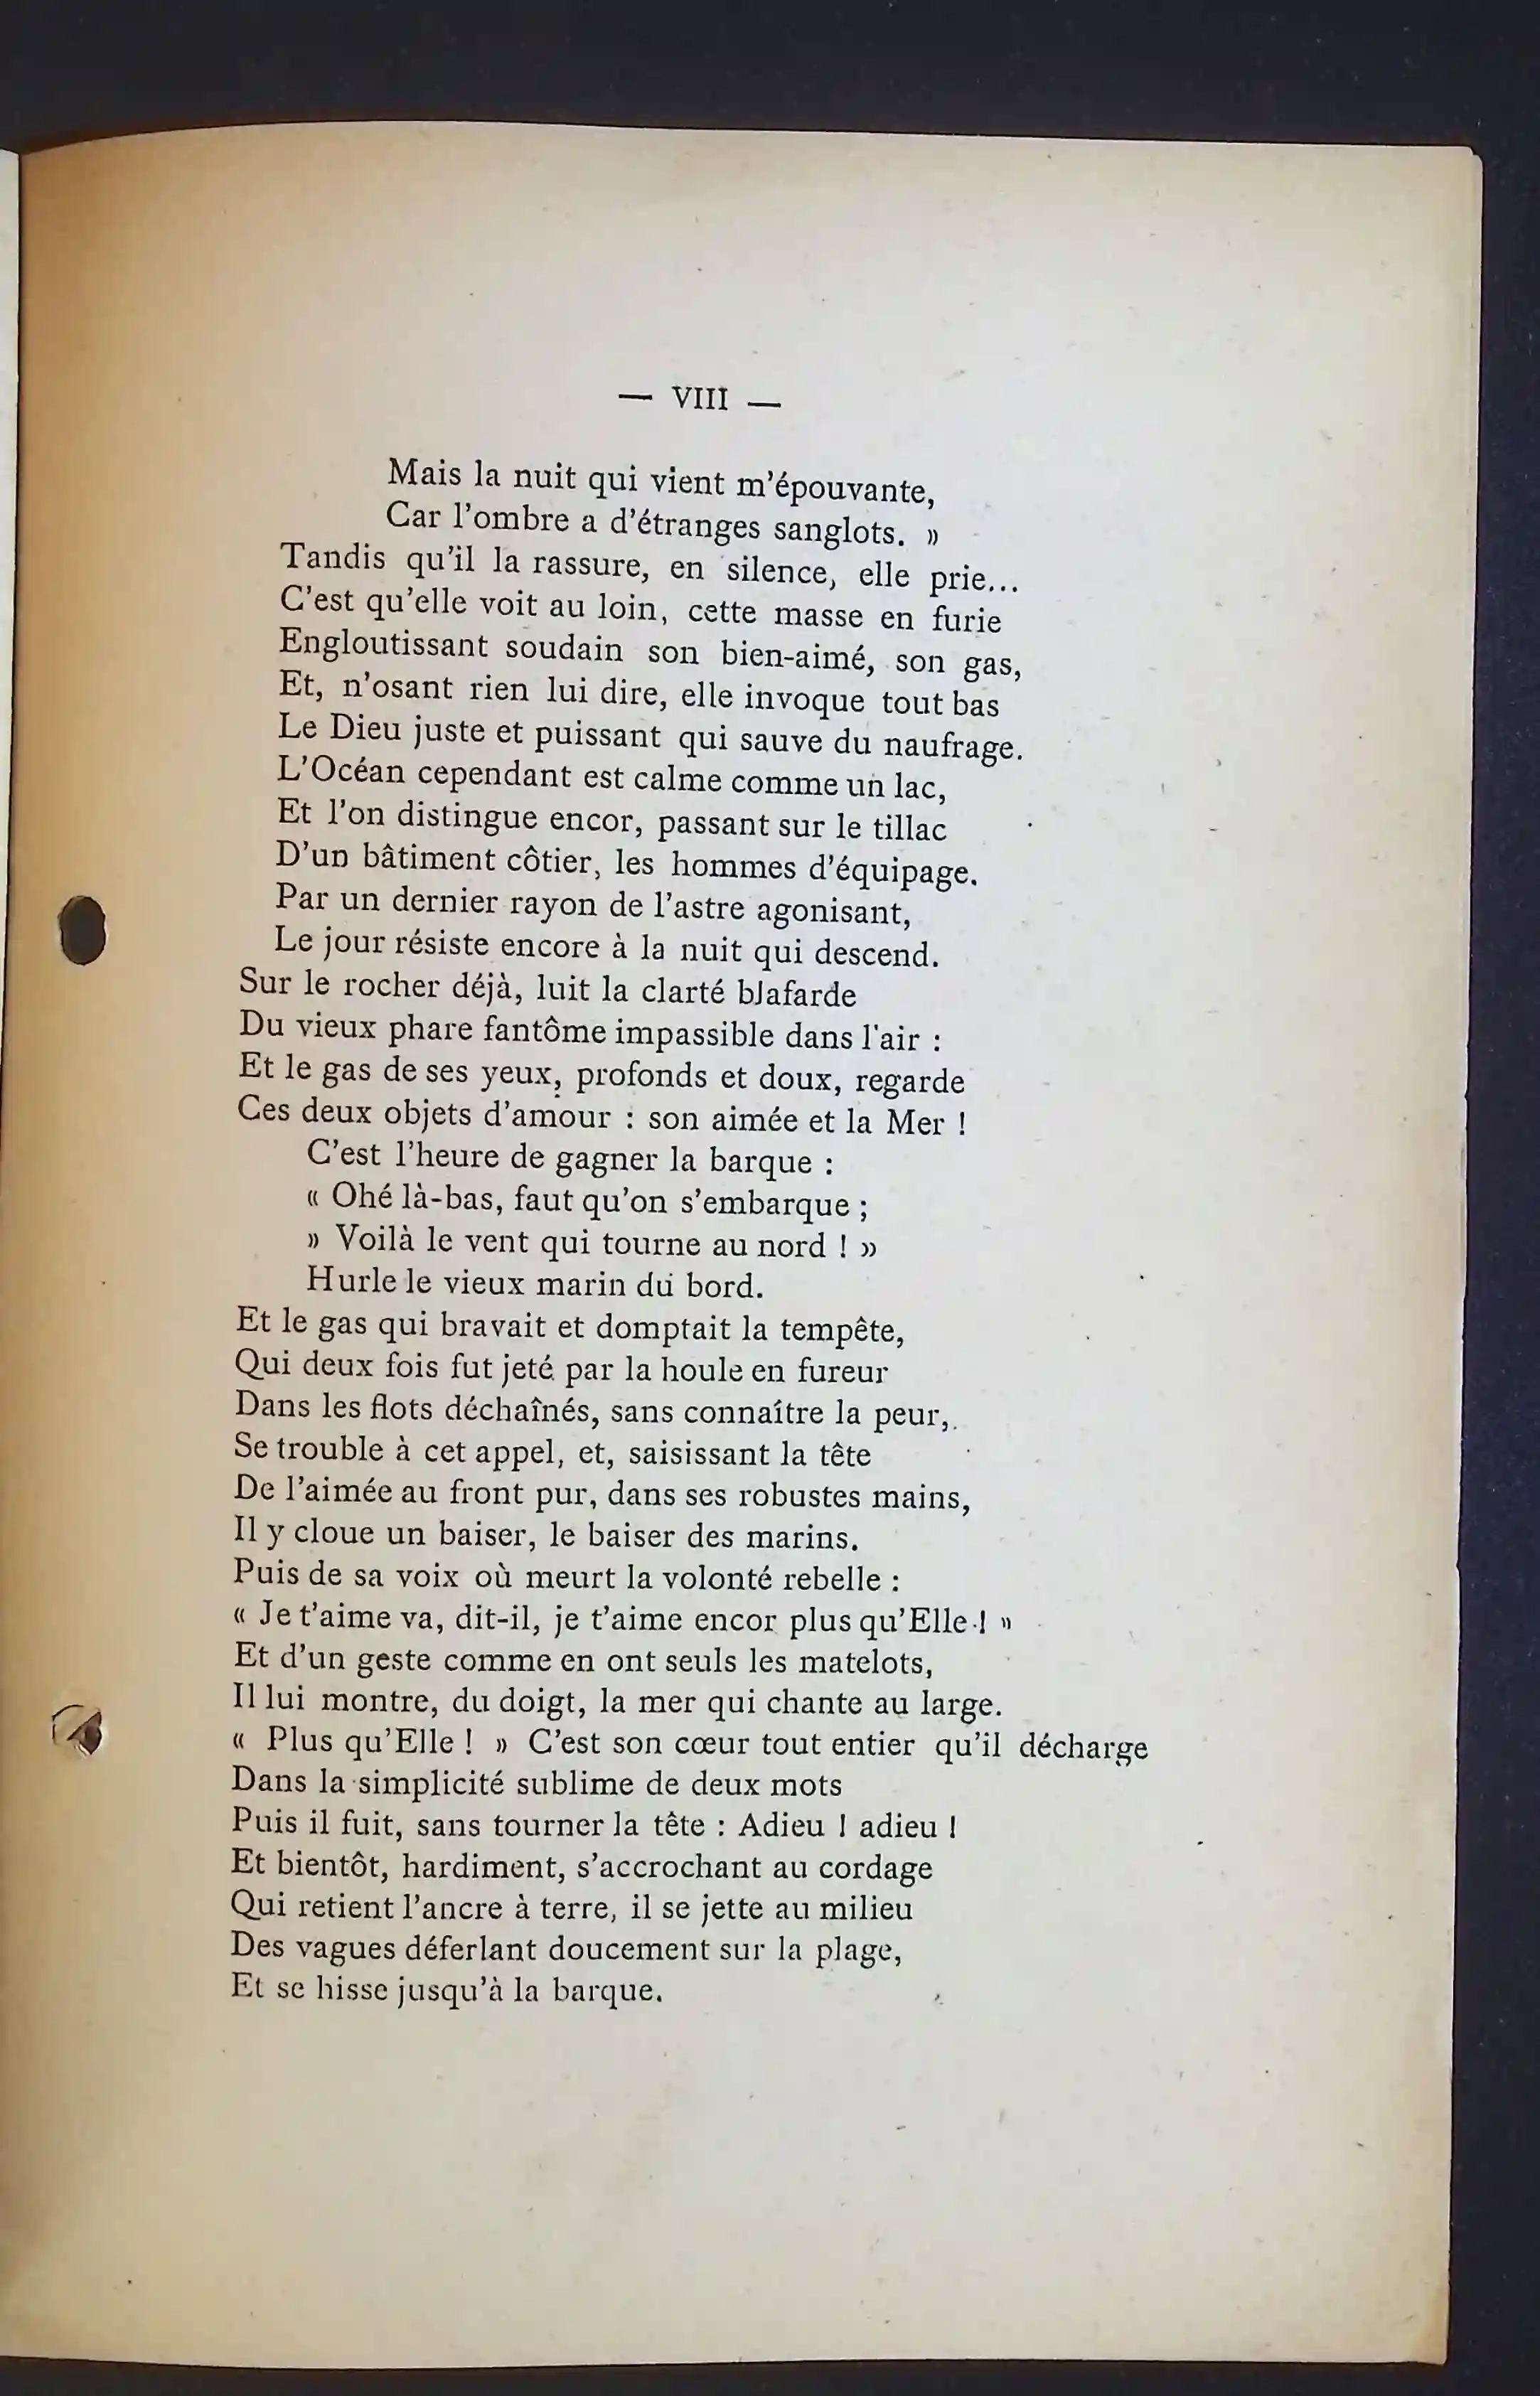 — VIII —
Mais la nuit qui vient m'épouvante,
Car l'ombre a d'étranges sanglots. »
Tandis qu'il la rassure, en silence, elle prie...
C'est qu'elle voit au loin, cette masse en furie
Engloutissant soudain son bien-aimé, son gas,
Et, n'osant rien lui dire, elle invoque tout bas
Le Dieu juste et puissant qui sauve du naufrage.
L'Océan cependant est calme comme un lac,
Et l'on distingue encor, passant sur le tillac
D'un bâtiment côtier, les hommes d'équipage.
Par un dernier rayon de l'astre agonisant,
Le jour résiste encore à la nuit qui descend.
Sur le rocher déjà, luit la clarté blafarde
Du vieux phare fantôme impassible dans l'air :
Et le gas de ses yeux, profonds et doux, regarde
Ces deux objets d'amour : son aimée et la Mer !
C'est l'heure de gagner la barque :
« Ohé là-bas, faut qu'on s'embarque ;
» Voilà le vent qui tourne au nord ! »
Hurle le vieux marin du bord.
Et le gas qui bravait et domptait la tempête,
Qui deux fois fut jeté par la houle en fureur
Dans les flots déchaînés, sans connaître la peur,
Se trouble à cet appel, et, saisissant la tête
De l'aimée au front pur, dans ses robustes mains,
Il y cloue un baiser, le baiser des marins.
Puis de sa voix où meurt la volonté rebelle :
« Je t'aime va, dit-il, je t'aime encor plus qu'Elle ! »
Et d'un geste comme en ont seuls les matelots,
Il lui montre, du doigt, la mer qui chante au large.
« Plus qu'Elle ! » C'est son cœur tout entier qu'il décharge
Dans la simplicité sublime de deux mots
Puis il fuit, sans tourner la tête : Adieu ! adieu !
Et bientôt, hardiment, s'accrochant au cordage
Qui retient l'ancre à terre, il se jette au milieu
Des vagues déferlant doucement sur la plage,
Et se hisse jusqu'à la barque.